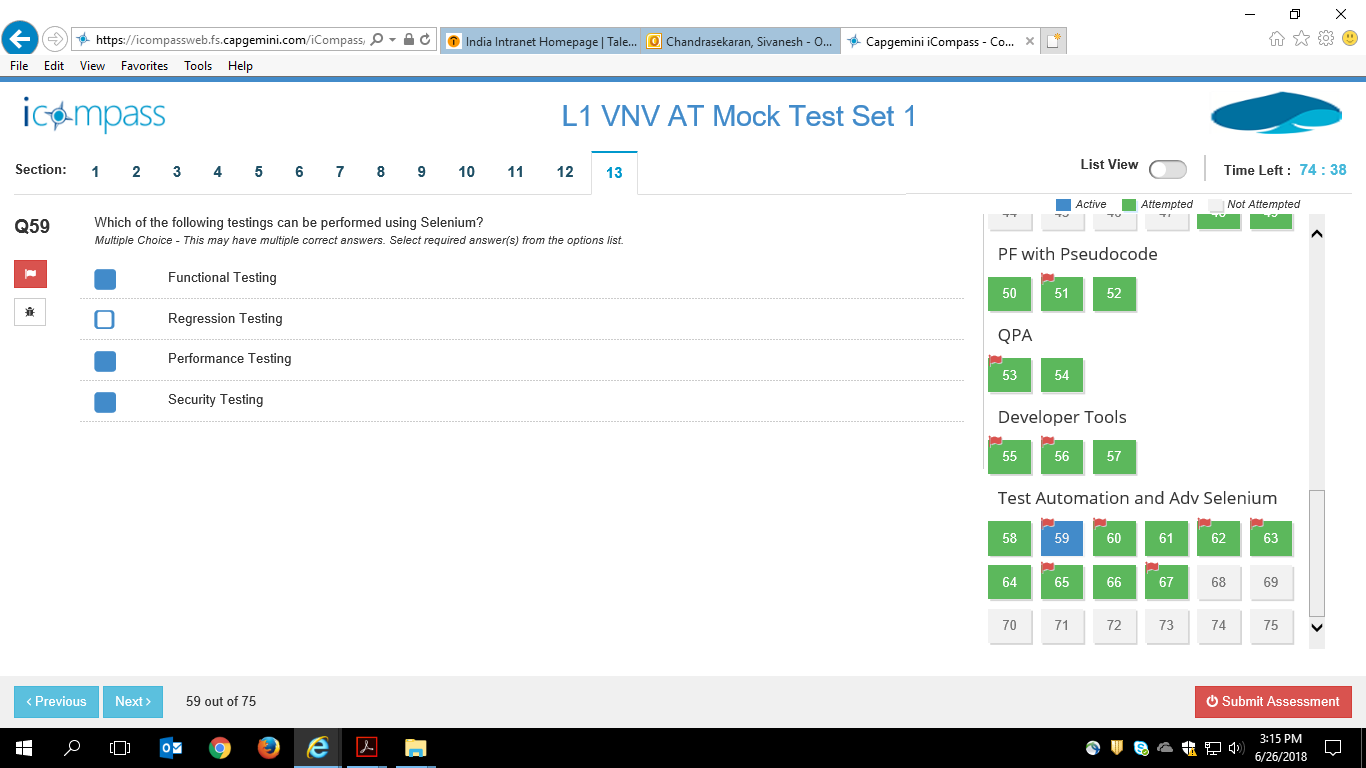 https://icompassweb.fs.capgemini.com/iCompass/
India Intranet Homepage | Tale...
Chandrasekaran, Sivanesh - O...
Capgemini iCompass - Co...
File Edit View Favorites Tools Help
icompass
L1 VNV AT Mock Test Set 1
Section: 1 2 3 4 5 6 7 8 9 10 11 12 13
List View
Time Left : 74 : 38
Active Attempted Not Attempted
Q59
Which of the following testings can be performed using Selenium?
Multiple Choice - This may have multiple correct answers. Select required answer(s) from the options list.
Functional Testing
Regression Testing
Performance Testing
Security Testing
44 45 46 47 48 49
PF with Pseudocode
50 51 52
QPA
53 54
Developer Tools
55 56 57
Test Automation and Adv Selenium
58 59 60 61 62 63
64 65 66 67 68 69
70 71 72 73 74 75
Previous Next 59 out of 75
Submit Assessment
3:15 PM
6/26/2018